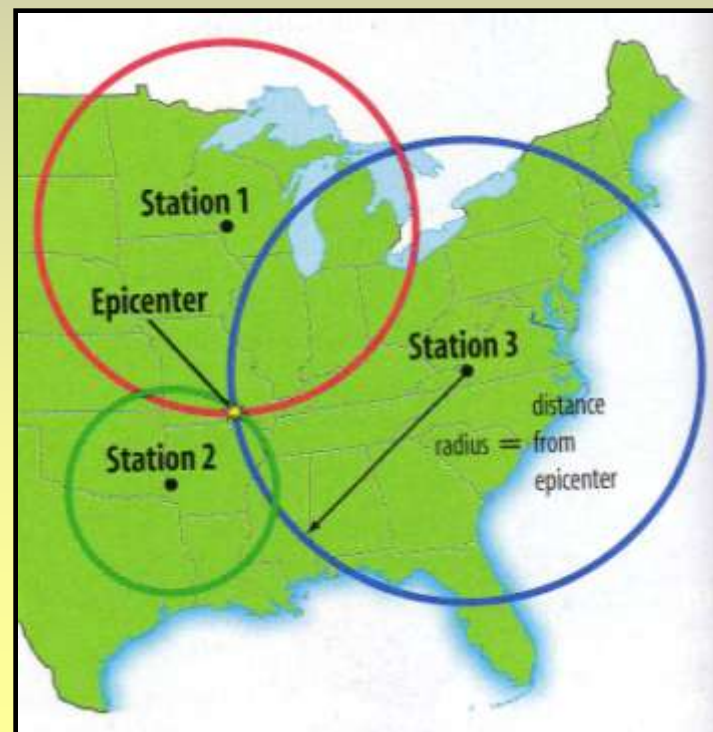 Station 1
Epicenter
Station 3
Station 2
distance
radius = from
epicenter